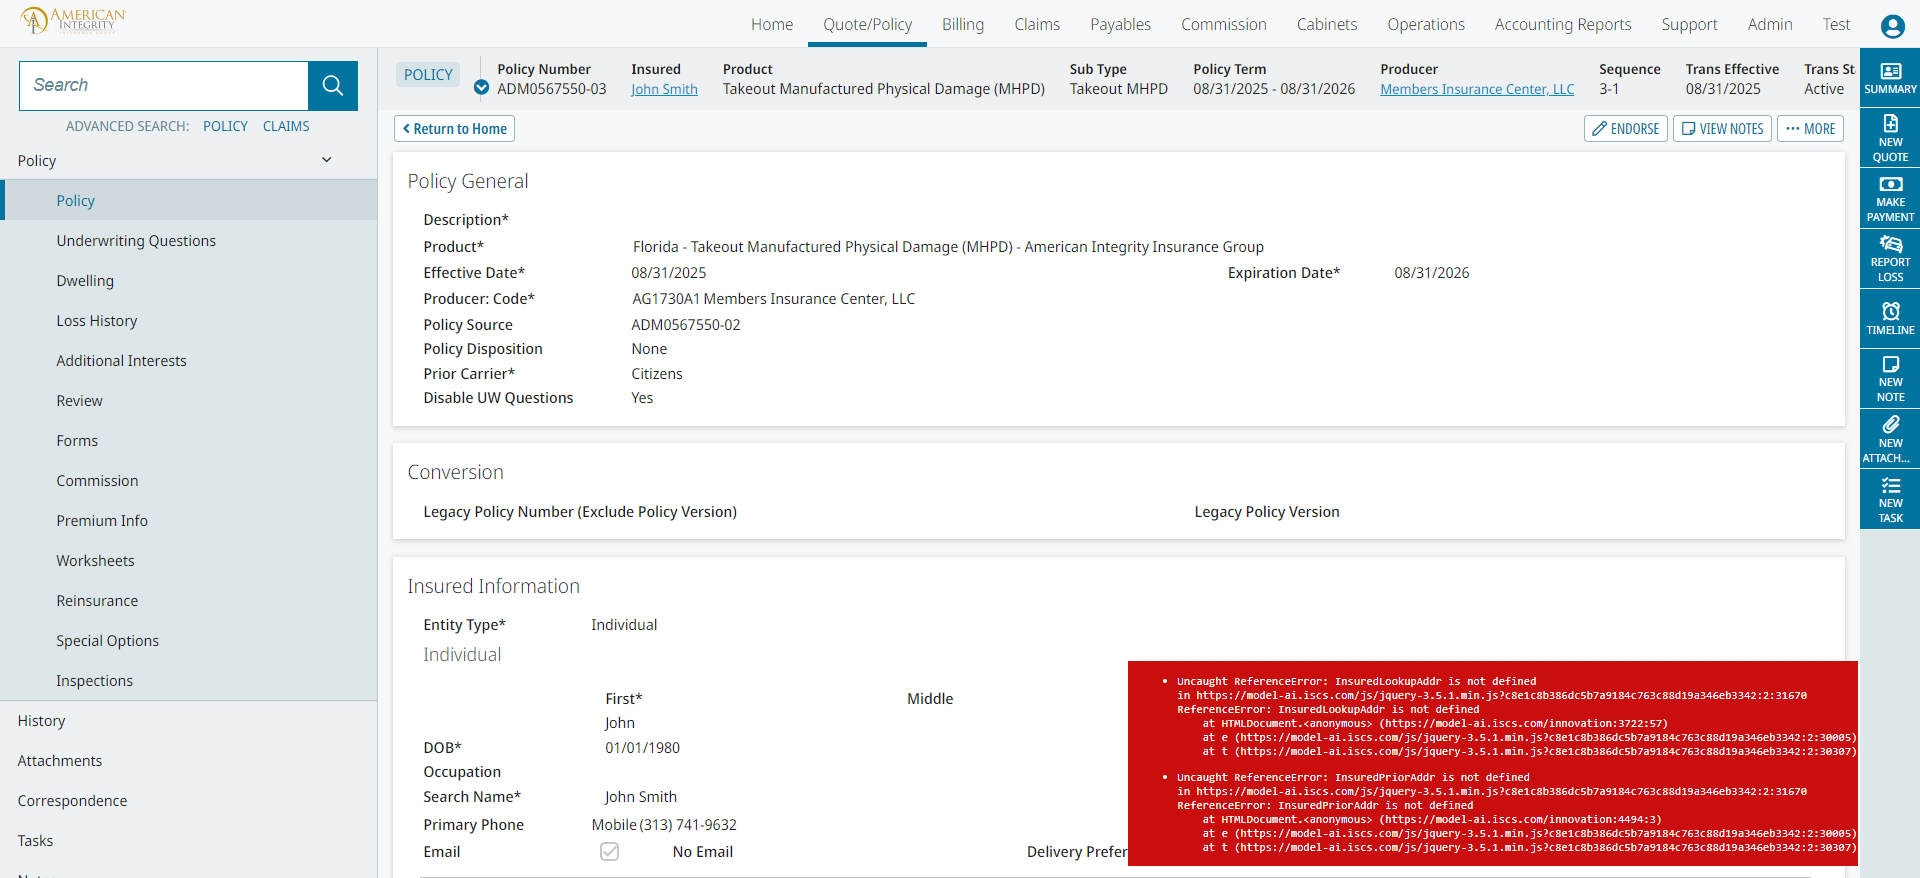 AMERICAN
INTEGRITY
Home Quote/Policy Billing Claims Payables Commission Cabinets Operations Accounting Reports Support Admin Test
Search
ADVANCED SEARCH: POLICY CLAIMS
Policy
Policy
Underwriting Questions
Dwelling
Loss History
Additional Interests
Review
Forms
Commission
Premium Info
Worksheets
Reinsurance
Special Options
Inspections
History
Attachments
Correspondence
Tasks
POLICY
Policy Number Insured Product Sub Type Policy Term Producer Sequence Trans Effective Trans St
ADM0567550-03 John Smith Takeout Manufactured Physical Damage (MHPD) Takeout MHPD 08/31/2025 - 08/31/2026 Members Insurance Center, LLC 3-1 08/31/2025 Active
Return to Home ENDORSE VIEW NOTES MORE
Policy General
Description*
Product* Florida - Takeout Manufactured Physical Damage (MHPD) - American Integrity Insurance Group
Effective Date* 08/31/2025 Expiration Date* 08/31/2026
Producer: Code* AG1730A1 Members Insurance Center, LLC
Policy Source ADM0567550-02
Policy Disposition None
Prior Carrier* Citizens
Disable UW Questions Yes
Conversion
Legacy Policy Number (Exclude Policy Version) Legacy Policy Version
Insured Information
Entity Type* Individual
Individual
First* Middle
John
DOB* 01/01/1980
Occupation
Search Name* John Smith
Primary Phone Mobile (313) 741-9632
Email No Email Delivery Prefer
• Uncaught ReferenceError: InsuredLookupAddr is not defined
in https://model-ai.iscs.com/js/jquery-3.5.1.min.js?c8e1c8b386dc5b7a9184c763c88d19a346eb3342:2:31670
ReferenceError: InsuredLookupAddr is not defined
at HTMLDocument.<anonymous> (https://model-ai.iscs.com/innovation:3722:57)
at e (https://model-ai.iscs.com/js/jquery-3.5.1.min.js?c8e1c8b386dc5b7a9184c763c88d19a346eb3342:2:30005)
at t (https://model-ai.iscs.com/js/jquery-3.5.1.min.js?c8e1c8b386dc5b7a9184c763c88d19a346eb3342:2:30307)
• Uncaught ReferenceError: InsuredPriorAddr is not defined
in https://model-ai.iscs.com/js/jquery-3.5.1.min.js?c8e1c8b386dc5b7a9184c763c88d19a346eb3342:2:31670
ReferenceError: InsuredPriorAddr is not defined
at HTMLDocument.<anonymous> (https://model-ai.iscs.com/innovation:4494:3)
at e (https://model-ai.iscs.com/js/jquery-3.5.1.min.js?c8e1c8b386dc5b7a9184c763c88d19a346eb3342:2:30005)
at t (https://model-ai.iscs.com/js/jquery-3.5.1.min.js?c8e1c8b386dc5b7a9184c763c88d19a346eb3342:2:30307)
SUMMARY
NEW
QUOTE
MAKE
PAYMENT
REPORT
LOSS
TIMELINE
NEW
NOTE
NEW
ATTACH...
NEW
TASK